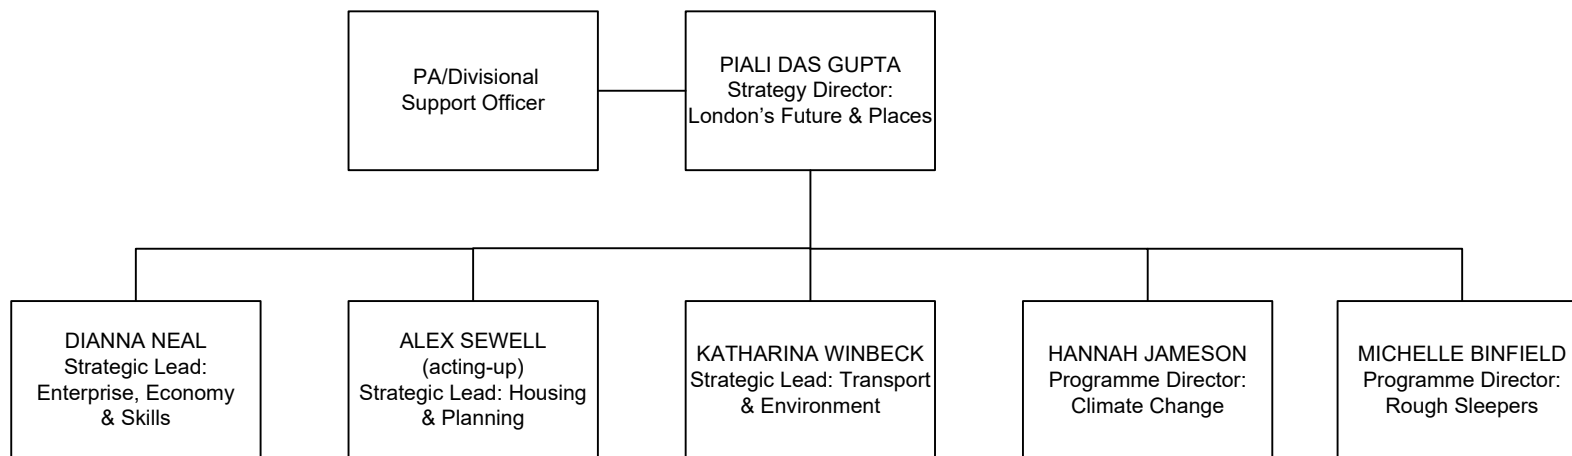 PA/Divisional
Support Officer
PIALI DAS GUPTA
Strategy Director:
London’s Future & Places
DIANNA NEAL
Strategic Lead:
Enterprise, Economy
& Skills
ALEX SEWELL
(acting-up)
Strategic Lead: Housing
& Planning
KATHARINA WINBECK
Strategic Lead: Transport
& Environment
HANNAH JAMESON
Programme Director:
Climate Change
MICHELLE BINFIELD
Programme Director:
Rough Sleepers